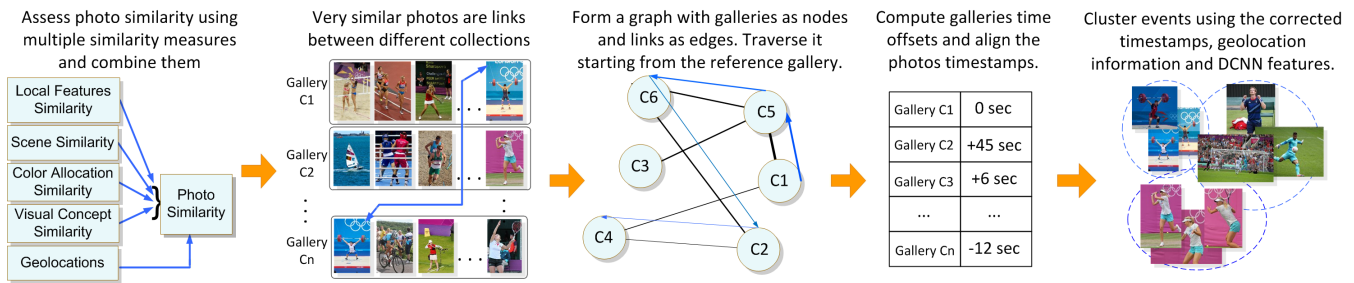 Assess photo similarity using
multiple similarity measures
and combine them
Local Features
Similarity
Scene Similarity
Color Allocation
Similarity
Visual Concept
Similarity
Geolocations
}
Photo
Similarity
Very similar photos are links
between different collections
Gallery
C1
. . .
Gallery
C2
. . .
Gallery
Cn
. . .
Form a graph with galleries as nodes
and links as edges. Traverse it
starting from the reference gallery.
C6
C5
C3
C1
C4
C2
Compute galleries time
offsets and align the
photos timestamps.
Gallery C1 0 sec
Gallery C2 +45 sec
Gallery C3 +6 sec
... ...
Gallery Cn -12 sec
Cluster events using the corrected
timestamps, geolocation
information and DCNN features.